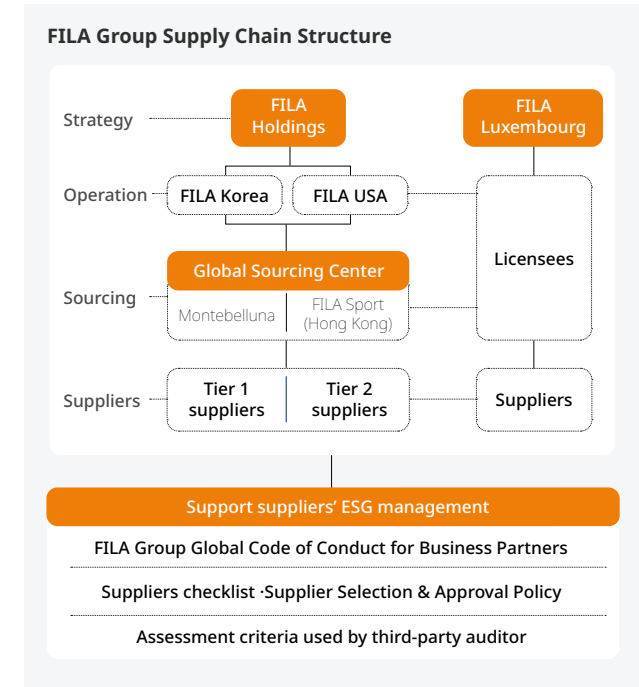 FILA Group Supply Chain Structure
Strategy
FILA
Holdings
FILA
Luxembourg
Operation
FILA Korea
FILA USA
Licensees
Global Sourcing Center
Sourcing
Montebelluna
FILA Sport
(Hong Kong)
Suppliers
Tier 1
suppliers
Tier 2
suppliers
Suppliers
Support suppliers’ ESG management
FILA Group Global Code of Conduct for Business Partners
Suppliers checklist ·Supplier Selection & Approval Policy
Assessment criteria used by third-party auditor